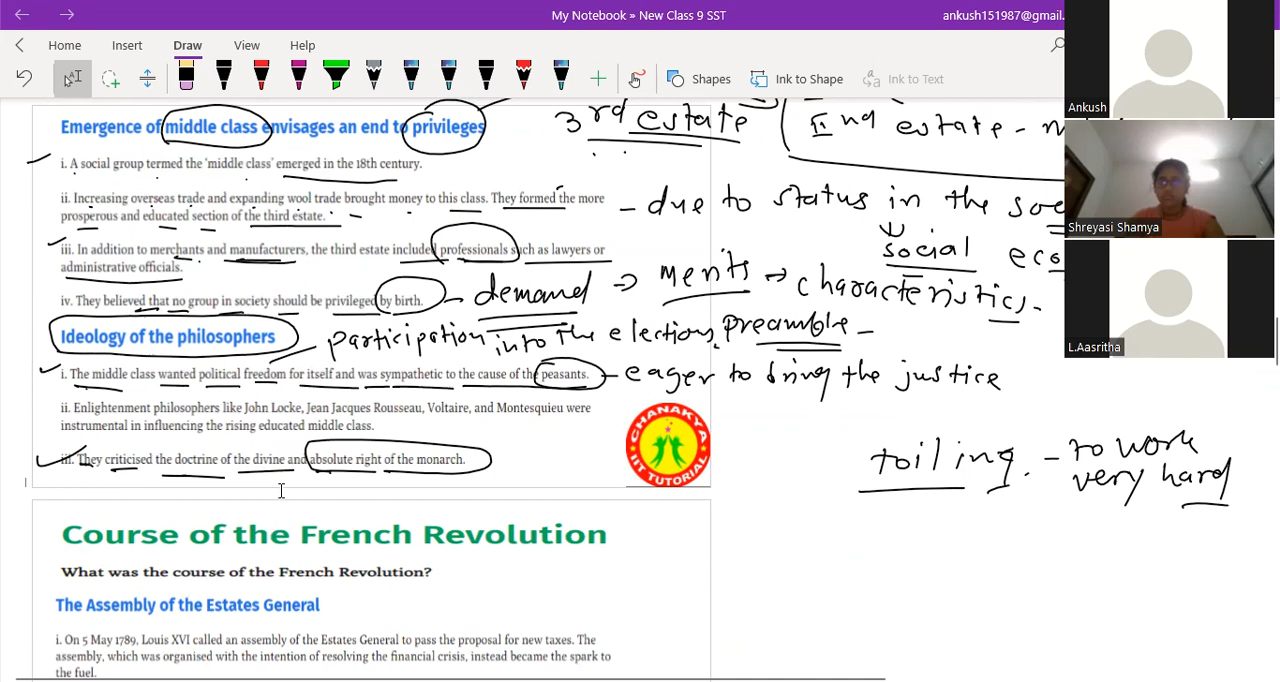 My Notebook » New Class 9 SST
ankush151987@gmail.
Home Insert Draw View Help
Shapes Ink to Shape Ink to Text
Emergence of middle class envisages an end to privileges
i. A social group termed the 'middle class' emerged in the 18th century.
ii. Increasing overseas trade and expanding wool trade brought money to this class. They formed the more
prosperous and educated section of the third estate.
iii. In addition to merchants and manufacturers, the third estate included professionals such as lawyers or
administrative officials.
iv. They believed that no group in society should be privileged by birth.
Ideology of the philosophers
i. The middle class wanted political freedom for itself and was sympathetic to the cause of the peasants.
ii. Enlightenment philosophers like John Locke, Jean Jacques Rousseau, Voltaire, and Montesquieu were
instrumental in influencing the rising educated middle class.
iii. They criticised the doctrine of the divine and absolute right of the monarch.
3rd estate
IInd estate -
- due to status in the soc
social eco
- demand → merits → characteristics.
participation into the elections, preamble -
- eager to bring the justice
toiling. - to work
very hard
CHANAKYA
IIT TUTORIAL
Course of the French Revolution
What was the course of the French Revolution?
The Assembly of the Estates General
i. On 5 May 1789, Louis XVI called an assembly of the Estates General to pass the proposal for new taxes. The
assembly, which was organised with the intention of resolving the financial crisis, instead became the spark to
the fuel.
Ankush
Shreyasi Shamya
L.Aasritha